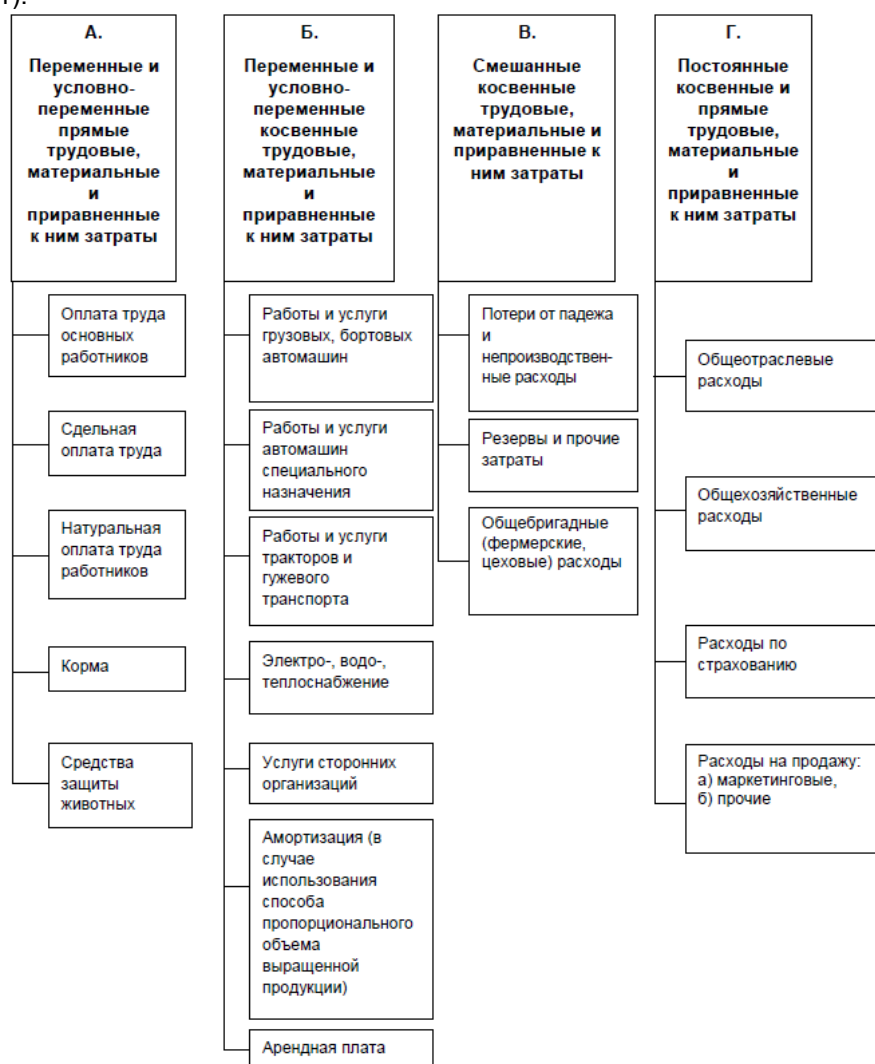 1).
А.
Переменные и
условно-
переменные
прямые
трудовые,
материальные
и
приравненные
к ним затраты
Оплата труда
основных
работников
Сдельная
оплата труда
Натуральная
оплата труда
работников
Корма
Средства
защиты
животных
Б.
Переменные и
условно-
переменные
косвенные
трудовые,
материальные
и
приравненные
к ним затраты
Работы и услуги
грузовых, бортовых
автомашин
Работы и услуги
автомашин
специального
назначения
Работы и услуги
тракторов и
гужевого
транспорта
Электро-, водо-,
теплоснабжение
Услуги сторонних
организаций
Амортизация (в
случае
использования
способа
пропорционального
объема
выращенной
продукции)
Арендная плата
В.
Смешанные
косвенные
трудовые,
материальные и
приравненные к
ним затраты
Потери от падежа
и
непроизводствен-
ные расходы
Резервы и прочие
затраты
Общебригадные
(фермерские,
цеховые) расходы
Г.
Постоянные
косвенные и
прямые
трудовые,
материальные
и
приравненные
к ним затраты
Общеотраслевые
расходы
Общехозяйственные
расходы
Расходы по
страхованию
Расходы на продажу:
а) маркетинговые,
б) прочие